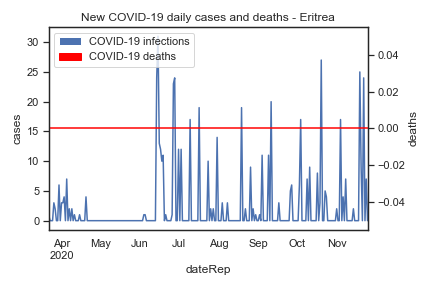 New COVID-19 daily cases and deaths - Eritrea
COVID-19 infections
COVID-19 deaths
30
25
20
15
10
5
0
cases
0.04
0.02
0.00
−0.02
−0.04
deaths
Apr May Jun Jul Aug Sep Oct Nov
2020
dateRep